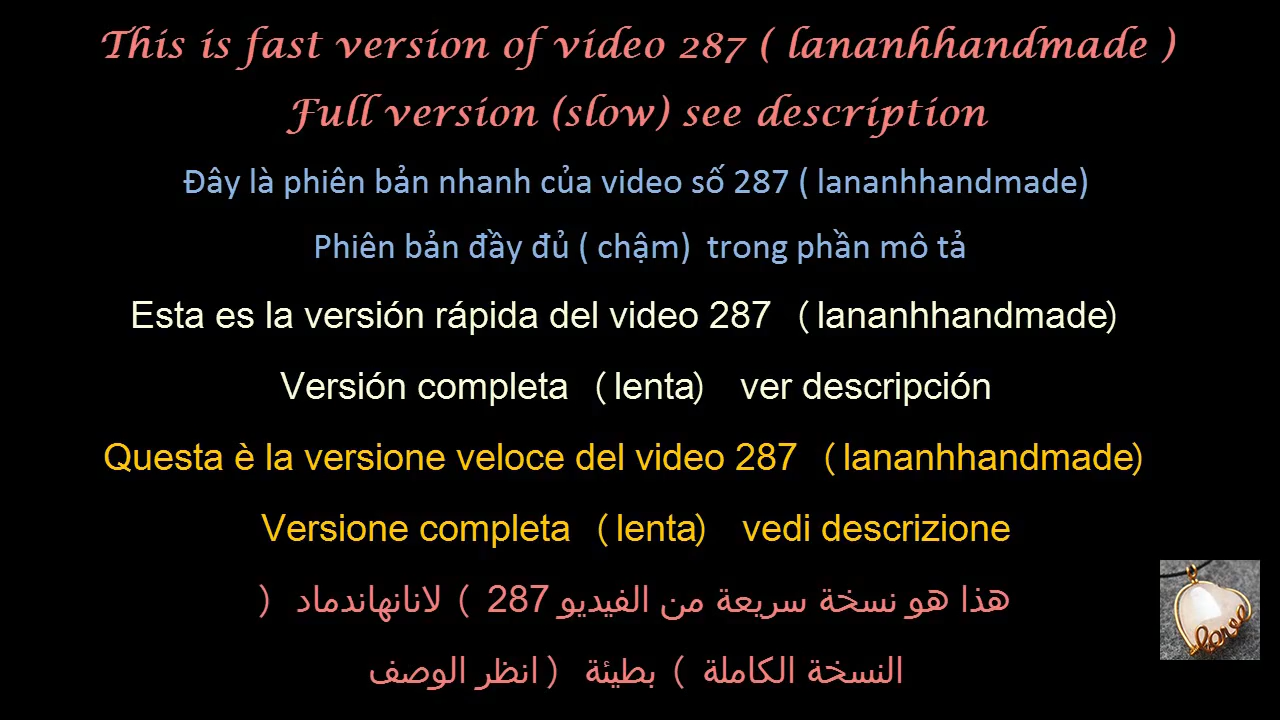 This is fast version of video 287 ( lananhhandmade )
Full version (slow) see description
Đây là phiên bản nhanh của video số 287 ( lananhhandmade)
Phiên bản đầy đủ ( chậm)  trong phần mô tả
Esta es la versión rápida del video 287 (lananhhandmade)
Versión completa (lenta) ver descripción
Questa è la versione veloce del video 287 (lananhhandmade)
Versione completa (lenta) vedi descrizione
هذا هو نسخة سريعة من الفيديو 287 ( لانانهاندماد )
النسخة الكاملة ( بطيئة ) انظر الوصف
love